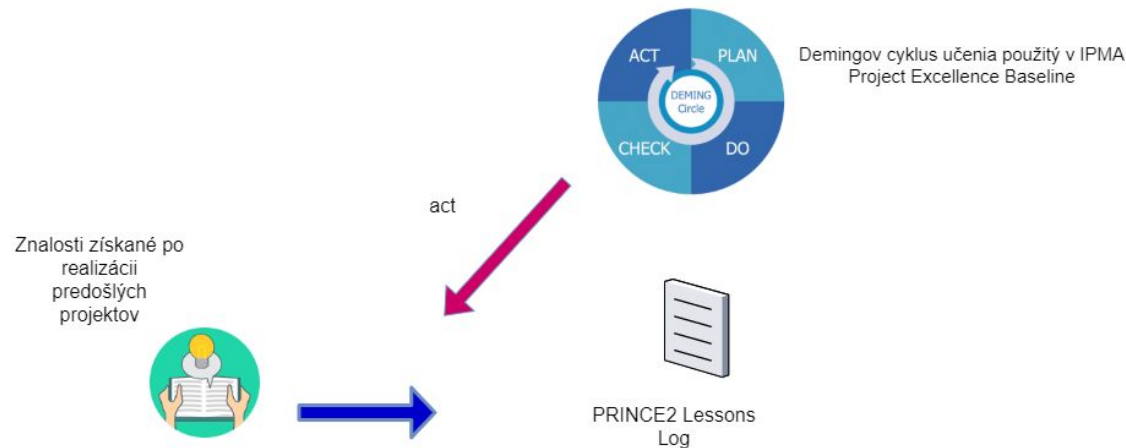 ACT
PLAN
DEMING
Circle
CHECK
DO
Demingov cyklus učenia použitý v IPMA
Project Excellence Baseline
act
Znalosti získané po
realizácii
predošlých
projektov
PRINCE2 Lessons
Log